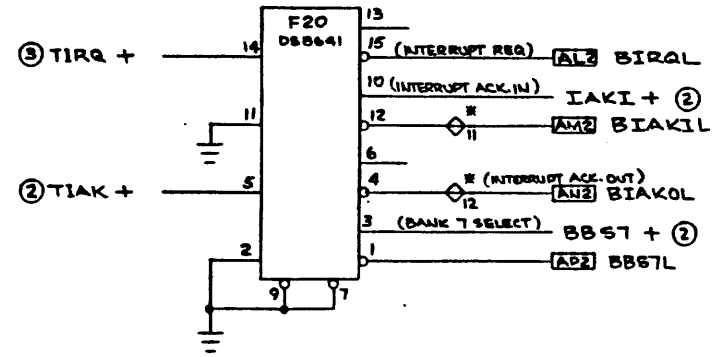 F20
DS8641
13
③ TIRQ + 14
15 (INTERRUPT REQ) AL2 BIRQL
10 (INTERRUPT ACK. IN) IAKI + ②
11
12 * 11 AM2 BIAKIL
6
② TIAK + 5
4 * 12 (INTERRUPT ACK. OUT) AN2 BIAKOL
3 (BANK 7 SELECT) BBS7 + ②
2
1 AP2 BBS7L
9 7